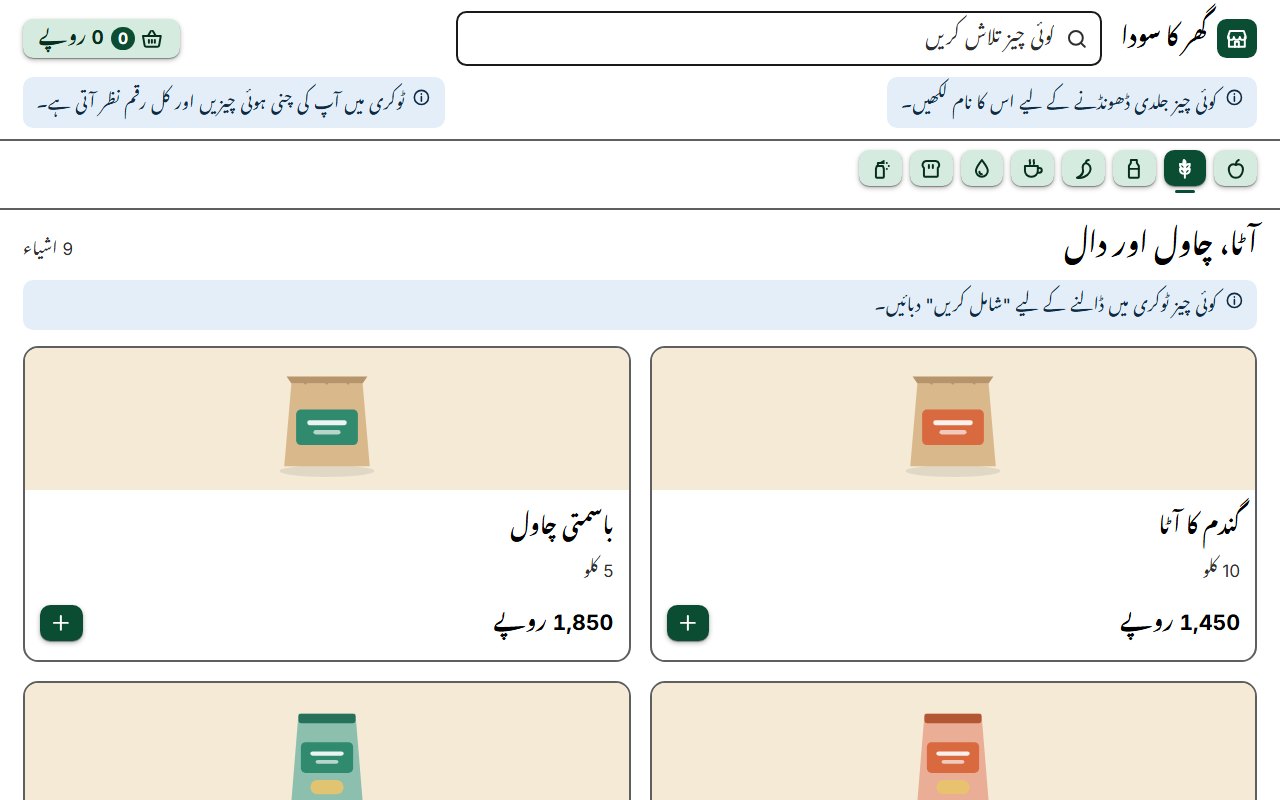 گھر کا سودا
کوئی چیز تلاش کریں
0 0 روپے
کوئی چیز جلدی ڈھونڈنے کے لیے اس کا نام لکھیں۔
ٹوکری میں آپ کی چنی ہوئی چیزیں اور کل رقم نظر آتی ہے۔
آٹا، چاول اور دال
9 اشیاء
کوئی چیز ٹوکری میں ڈالنے کے لیے "شامل کریں" دبائیں۔
گندم کا آٹا
10 کلو
1,450 روپے
باسمتی چاول
5 کلو
1,850 روپے